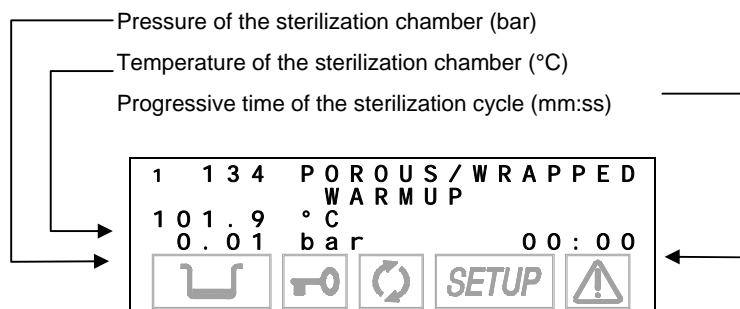 Pressure of the sterilization chamber (bar)
Temperature of the sterilization chamber (°C)
Progressive time of the sterilization cycle (mm:ss)
1 134 POROUS/WRAPPED
WARMUP
101.9 °C
0.01 bar 00:00
SETUP